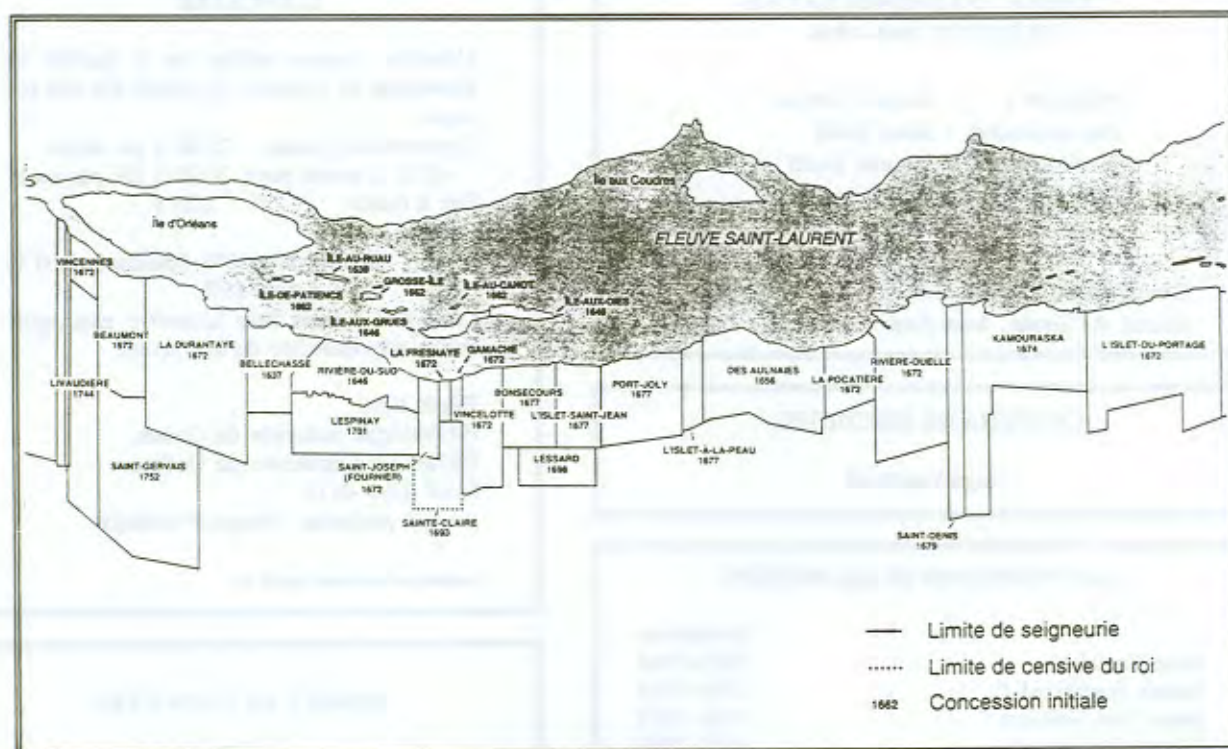 Île aux Coudres
Île d'Orléans
FLEUVE SAINT-LAURENT
VINCENNES
1672
ÎLE-AU-RUAU
1638
GROSSE-ÎLE
1662
ÎLE-AU-CANOT
1662
ÎLE-DE-PATIENCE
1662
ÎLE-AUX-OIES
1646
ÎLE-AUX-GRUES
1646
BEAUMONT
1672
LA DURANTAYE
1672
BELLECHASSE
1637
RIVIÈRE-DU-SUD
1646
LA FRESNAYE
1672
GAMACHE
1672
BONSECOURS
1677
PORT-JOLY
1677
DES AULNAIES
1656
LA POCATIÈRE
1672
RIVIÈRE-OUELLE
1672
KAMOURASKA
1674
L'ISLET-DU-PORTAGE
1672
LIVAUDIÈRE
1744
LESPINAY
1701
VINCELOTTE
1672
L'ISLET-SAINT-JEAN
1677
SAINT-GERVAIS
1752
SAINT-JOSEPH
(FOURNIER)
1672
LESSARD
1698
L'ISLET-À-LA-PEAU
1677
SAINTE-CLAIRE
1693
SAINT-DENIS
1679
Limite de seigneurie
Limite de censive du roi
1662 Concession initiale